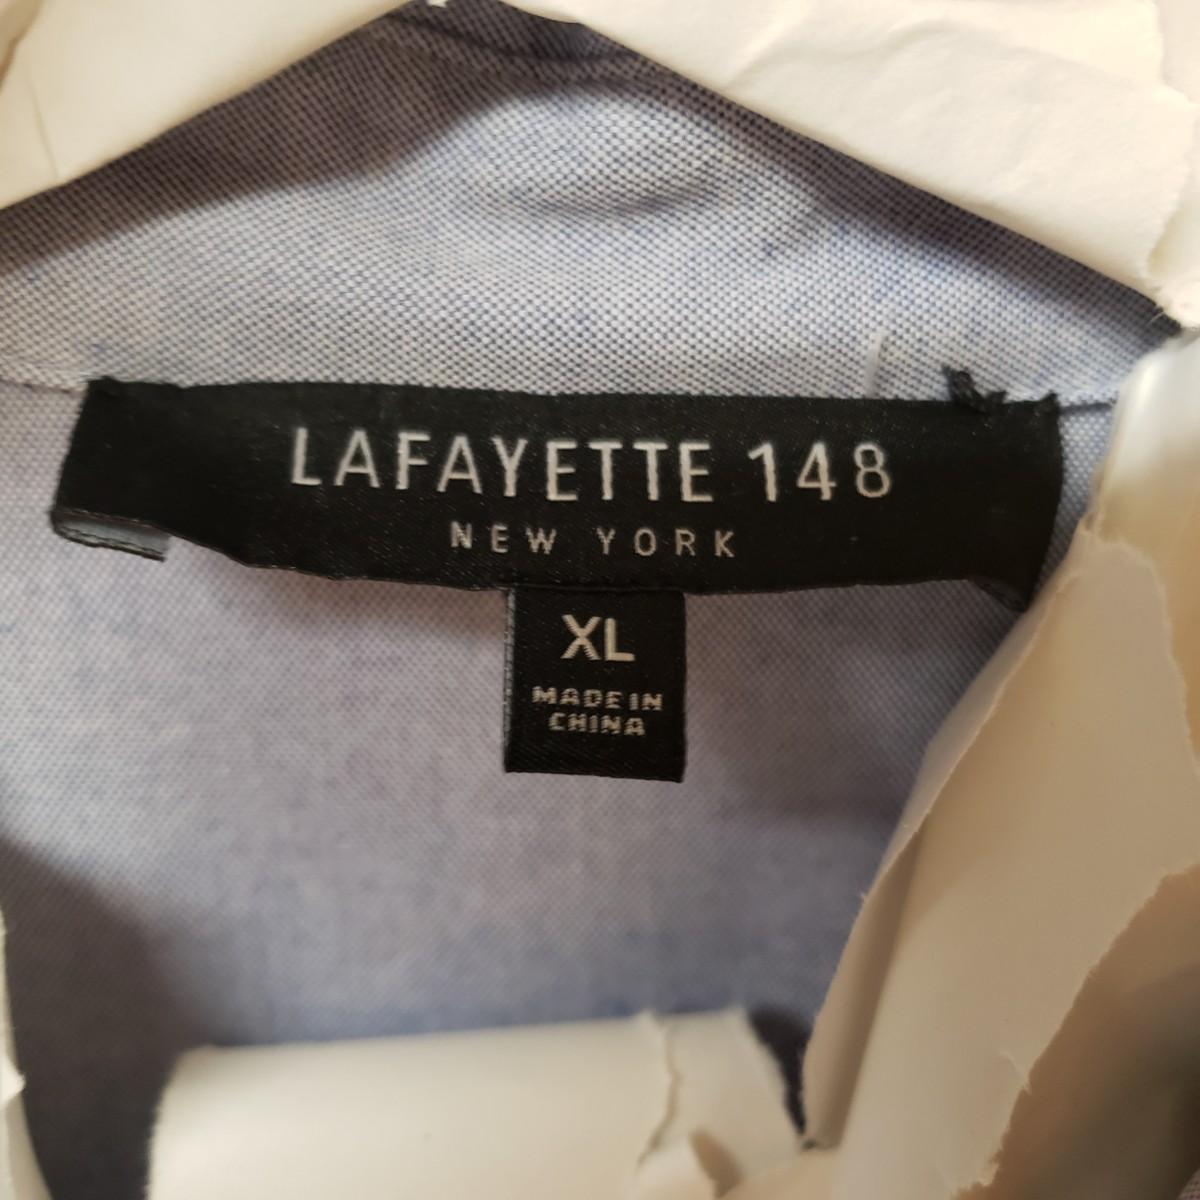 LAFAYETTE 148
NEW YORK
XL
MADE IN
CHINA